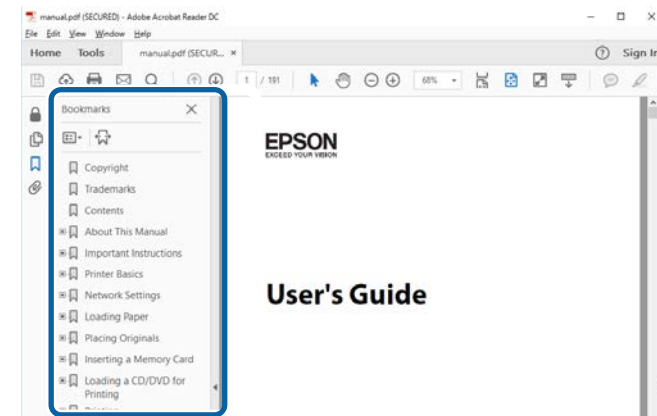 manual.pdf (SECURED) - Adobe Acrobat Reader DC
File Edit View Window Help
Home Tools manual.pdf (SECUR... ×
Sign In
1 / 191
68%
Bookmarks
Copyright
Trademarks
Contents
About This Manual
Important Instructions
Printer Basics
Network Settings
Loading Paper
Placing Originals
Inserting a Memory Card
Loading a CD/DVD for
Printing
EPSON
EXCEED YOUR VISION
User's Guide